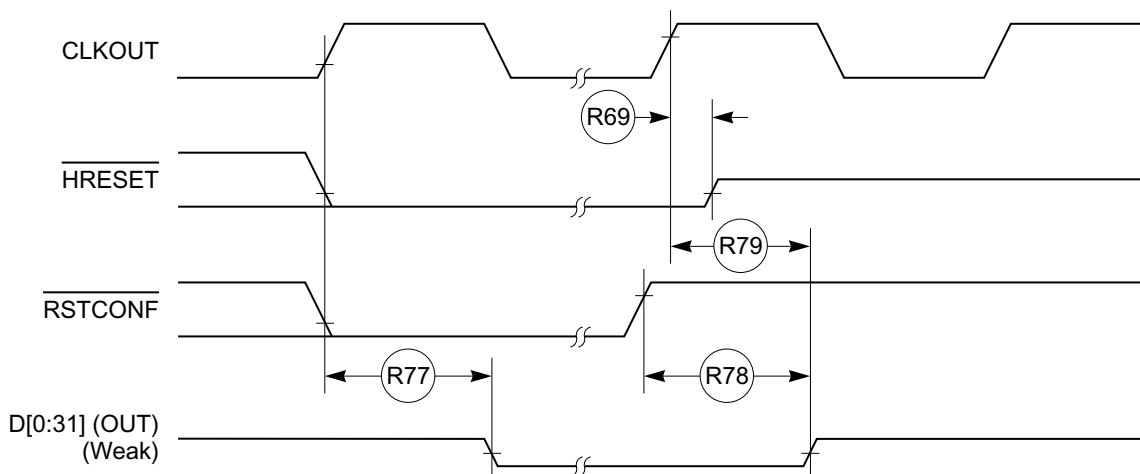 CLKOUT
R69
HRESET
R79
RSTCONF
R77
R78
D[0:31] (OUT)
(Weak)